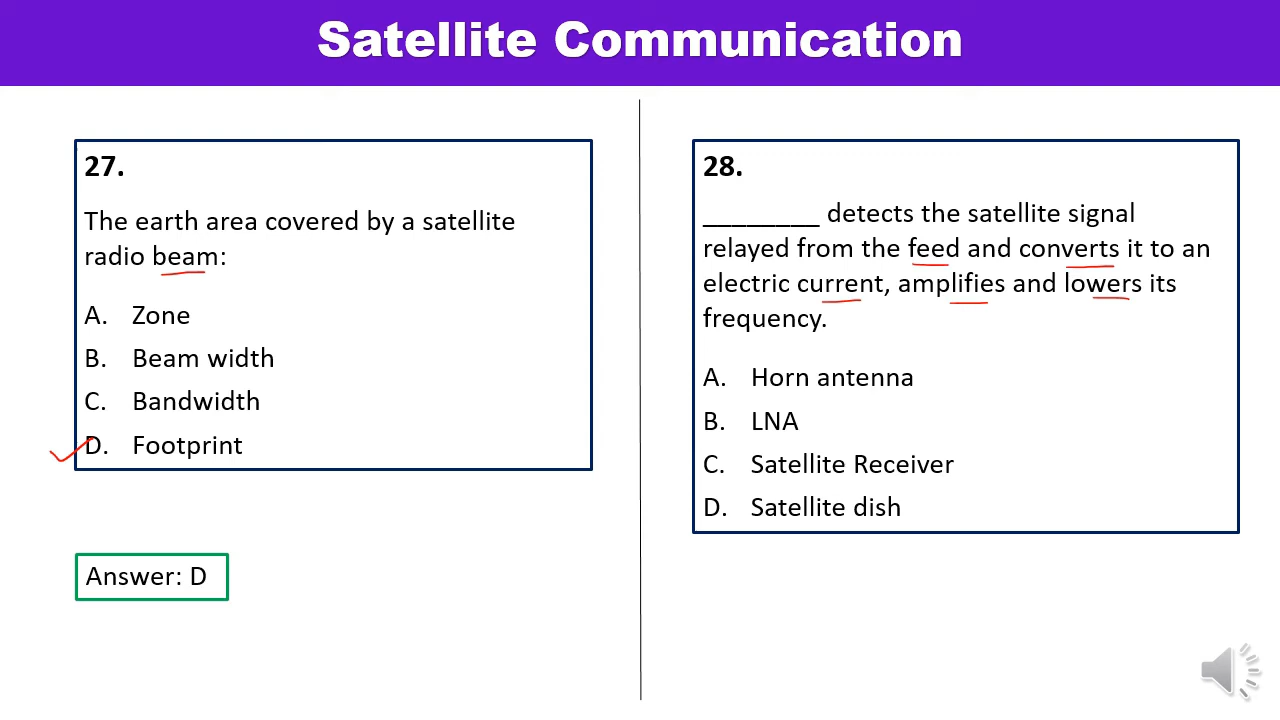 Satellite Communication
27.
The earth area covered by a satellite
radio beam:
A. Zone
B. Beam width
C. Bandwidth
D. Footprint
Answer: D
28.
________ detects the satellite signal
relayed from the feed and converts it to an
electric current, amplifies and lowers its
frequency.
A. Horn antenna
B. LNA
C. Satellite Receiver
D. Satellite dish